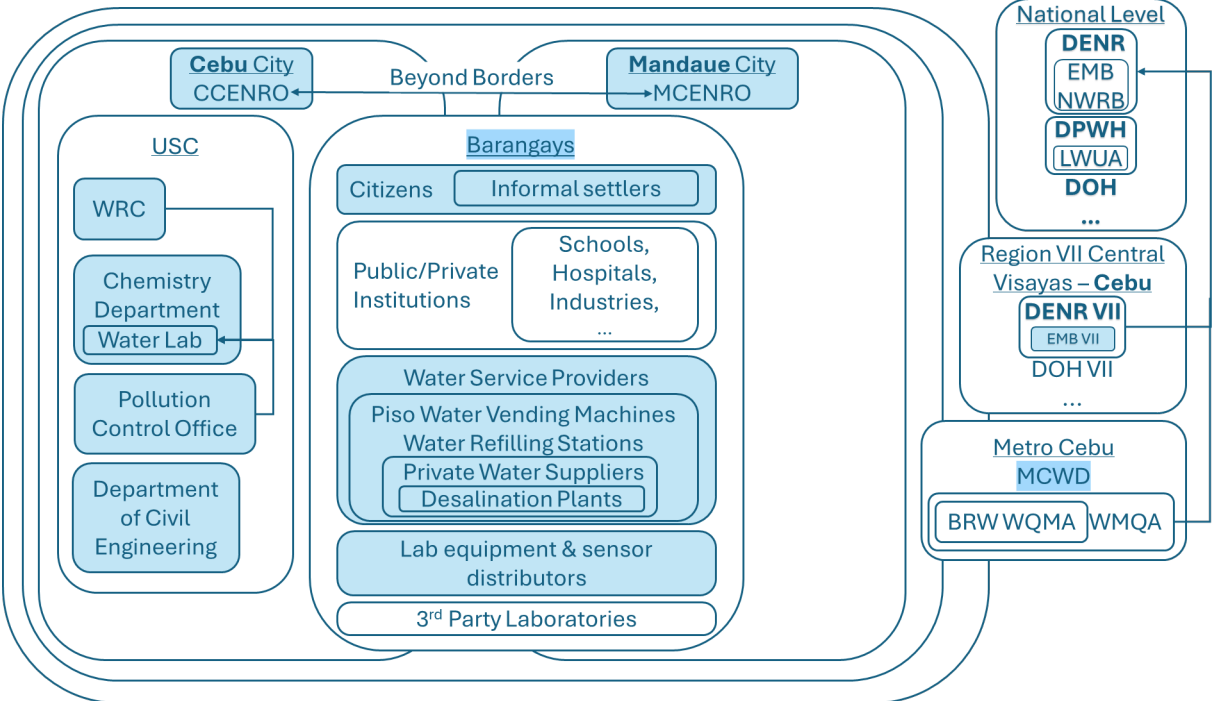 Cebu City
CCENRO
Beyond Borders
Mandaue City
MCENRO
USC
WRC
Chemistry
Department
Water Lab
Pollution
Control Office
Department
of Civil
Engineering
Barangays
Citizens
Informal settlers
Public/Private
Institutions
Schools,
Hospitals,
Industries,
...
Water Service Providers
Piso Water Vending Machines
Water Refilling Stations
Private Water Suppliers
Desalination Plants
Lab equipment & sensor
distributors
3rd Party Laboratories
National Level
DENR
EMB
NWRB
DPWH
LWUA
DOH
...
Region VII Central
Visayas – Cebu
DENR VII
EMB VII
DOH VII
...
Metro Cebu
MCWD
BRW WQMA WMQA